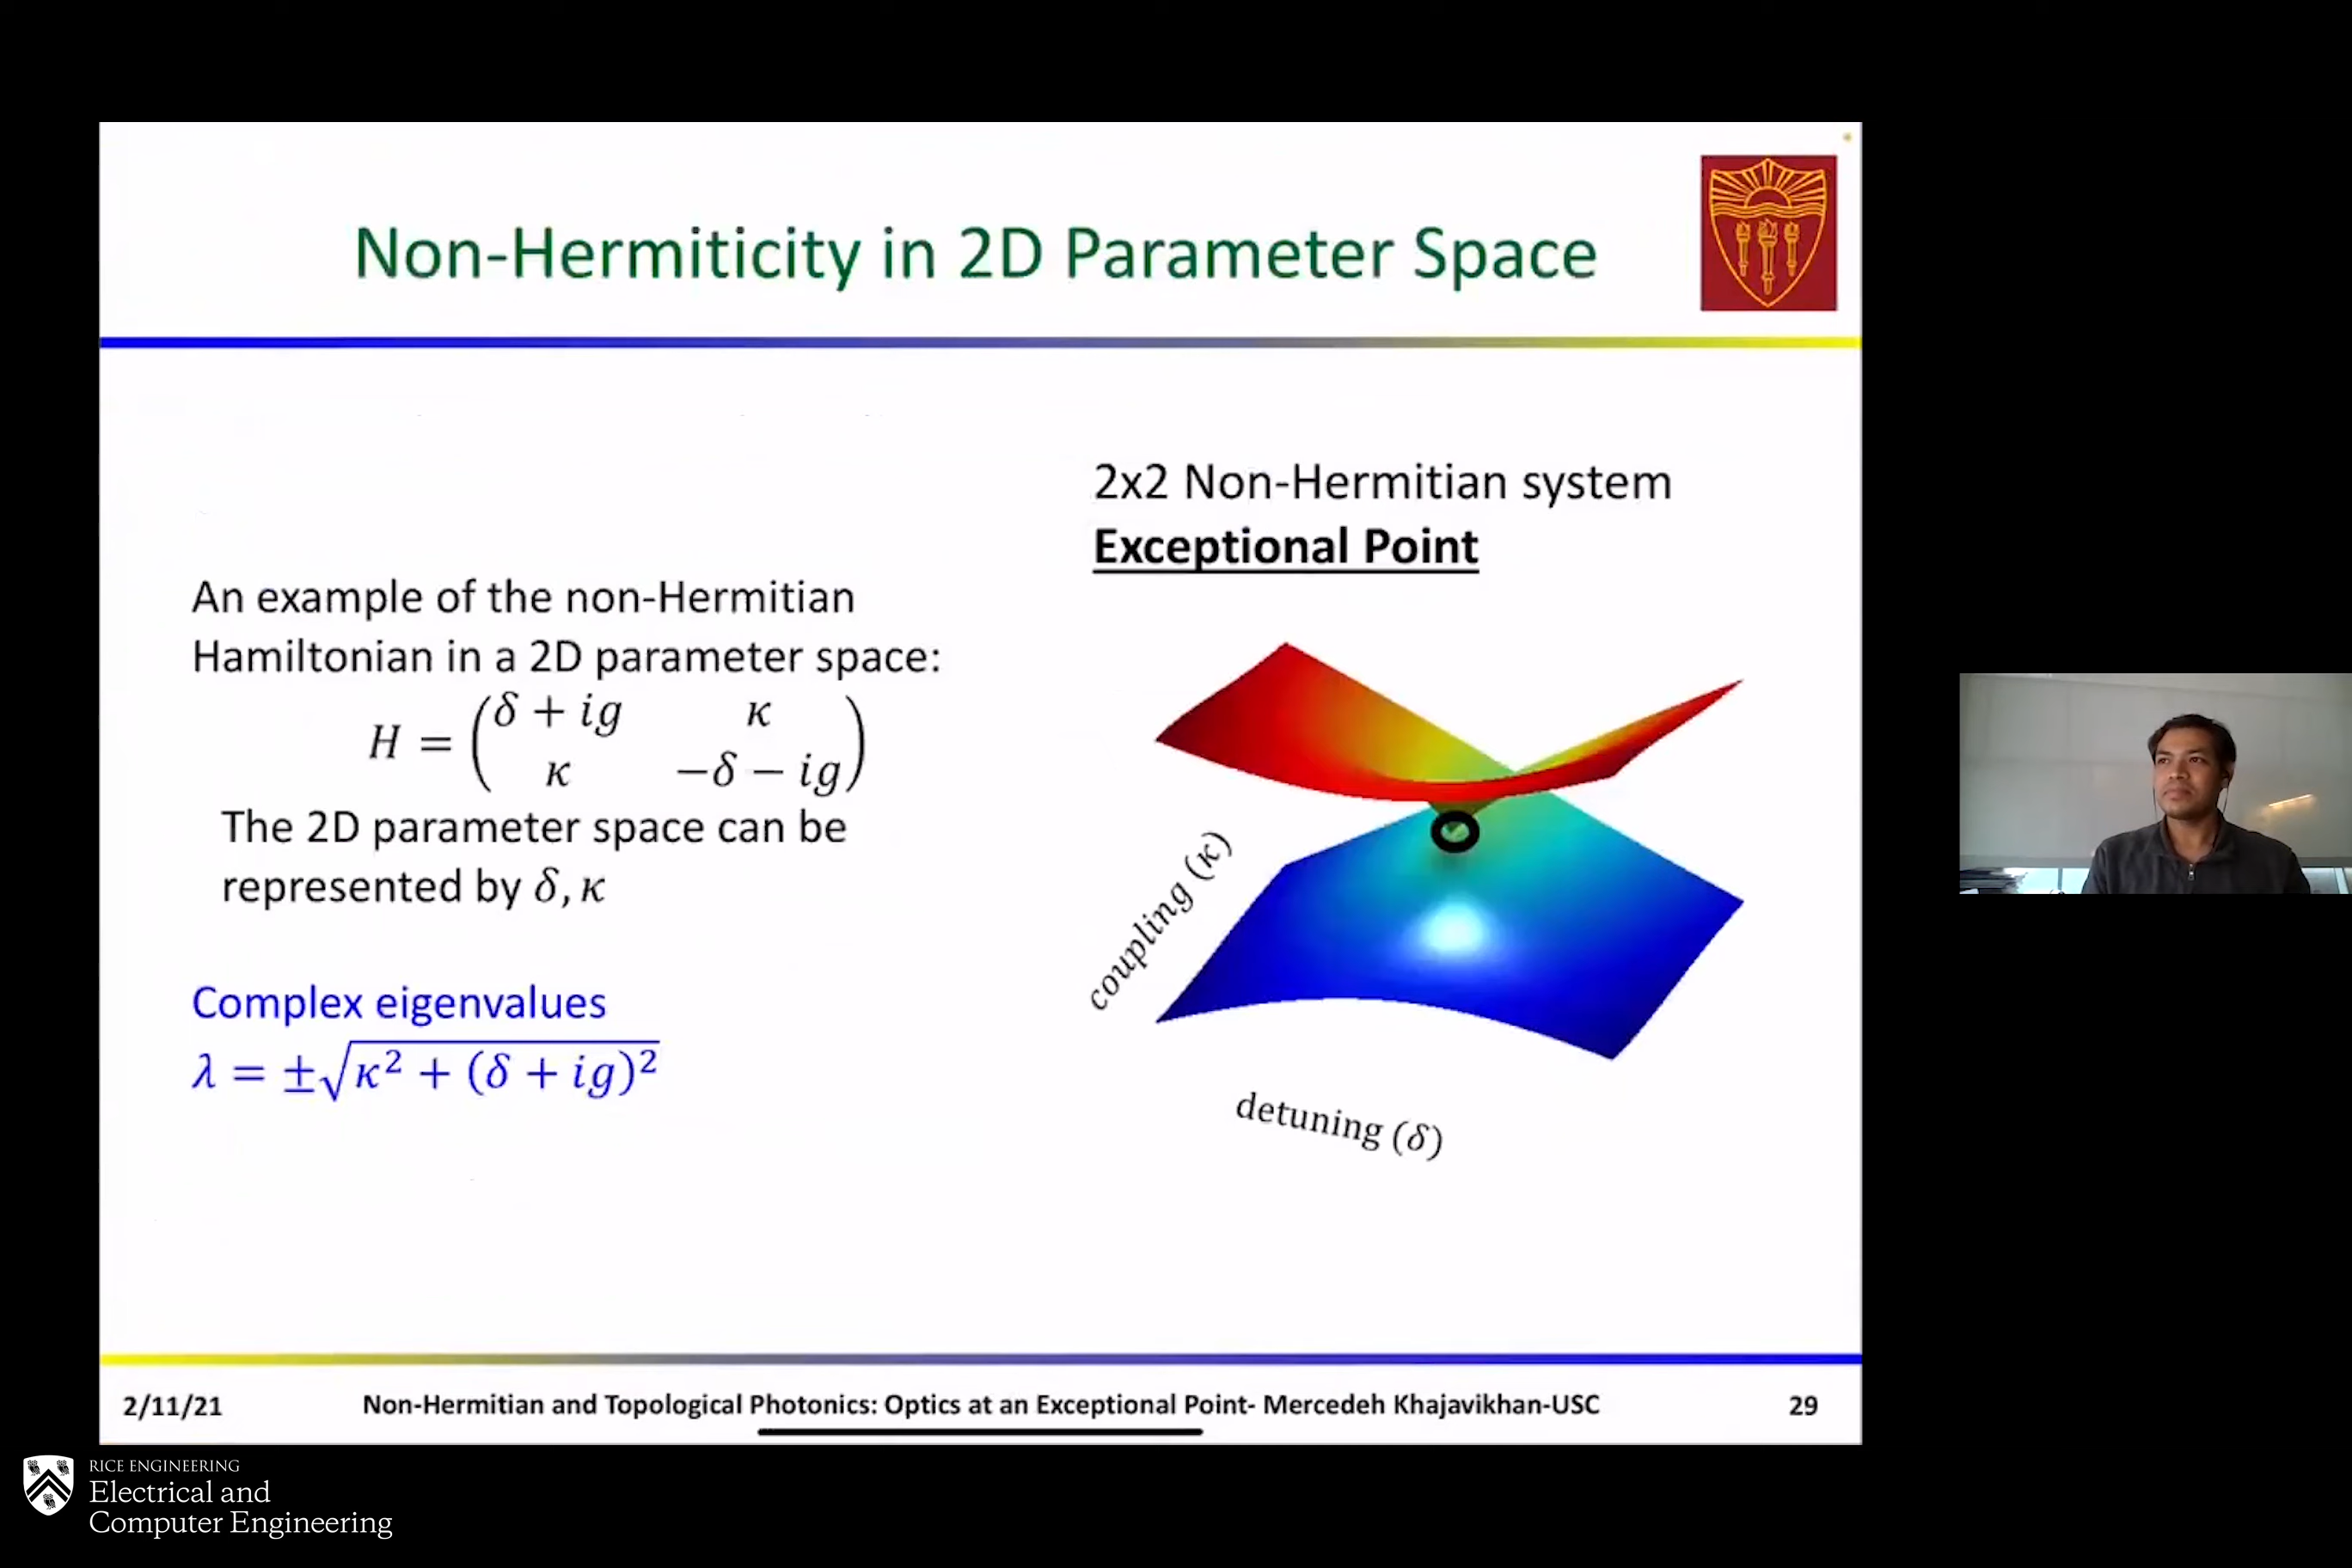 Non-Hermiticity in 2D Parameter Space
2x2 Non-Hermitian system
Exceptional Point
An example of the non-Hermitian
Hamiltonian in a 2D parameter space:
H = (δ + ig κ
κ −δ − ig)
The 2D parameter space can be
represented by δ, κ
Complex eigenvalues
λ = ±√κ² + (δ + ig)²
coupling (κ)
detuning (δ)
2/11/21 Non-Hermitian and Topological Photonics: Optics at an Exceptional Point- Mercedeh Khajavikhan-USC 29
RICE ENGINEERING
Electrical and
Computer Engineering